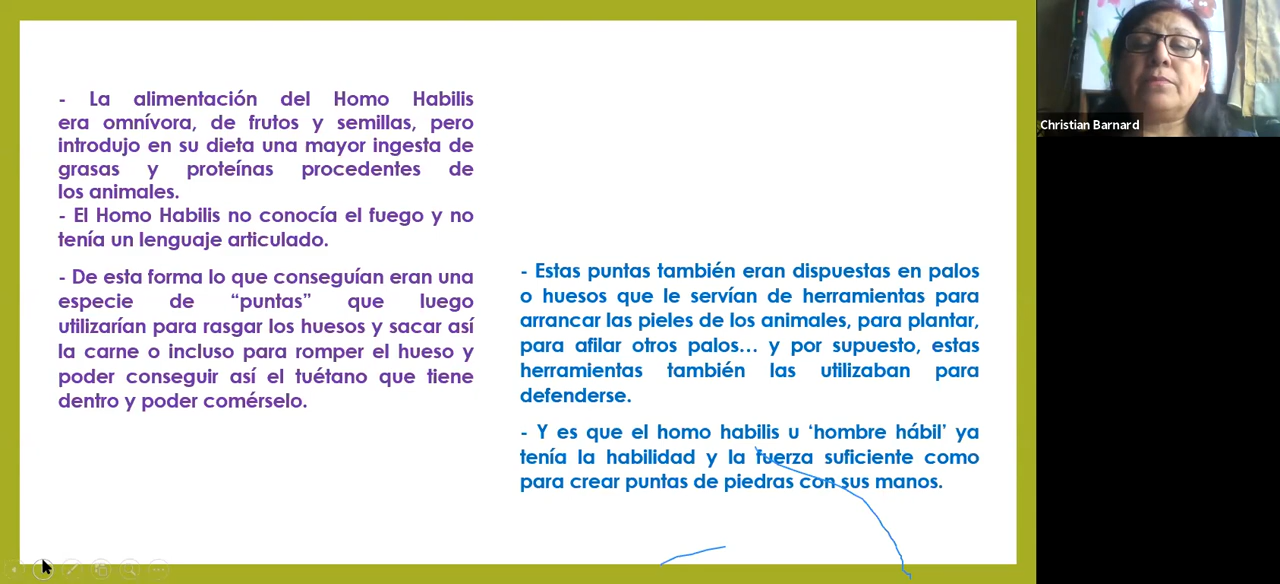 - La alimentación del Homo Habilis
era omnívora, de frutos y semillas, pero
introdujo en su dieta una mayor ingesta de
grasas y proteínas procedentes de
los animales.
- El Homo Habilis no conocía el fuego y no
tenía un lenguaje articulado.
- De esta forma lo que conseguían eran una
especie de “puntas” que luego
utilizarían para rasgar los huesos y sacar así
la carne o incluso para romper el hueso y
poder conseguir así el tuétano que tiene
dentro y poder comérselo.
- Estas puntas también eran dispuestas en palos
o huesos que le servían de herramientas para
arrancar las pieles de los animales, para plantar,
para afilar otros palos… y por supuesto, estas
herramientas también las utilizaban para
defenderse.
- Y es que el homo habilis u ‘hombre hábil’ ya
tenía la habilidad y la fuerza suficiente como
para crear puntas de piedras con sus manos.
Christian Barnard